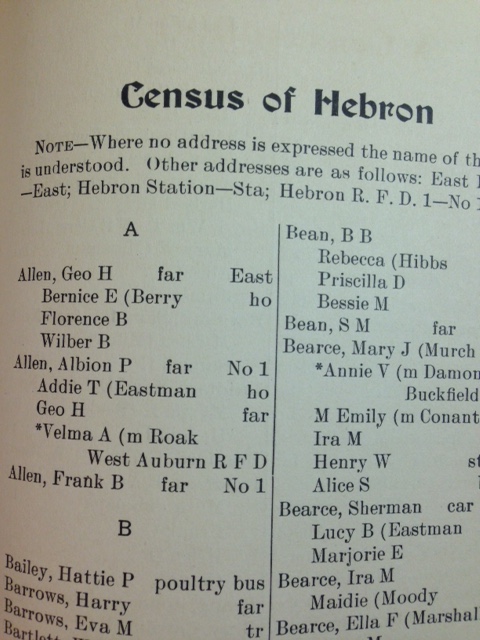 Census of Hebron
NOTE—Where no address is expressed the name of
is understood. Other addresses are as follows: East
—East; Hebron Station—Sta; Hebron R. F. D. 1—No
A
Allen, Geo H far East
Bernice E (Berry ho
Florence B
Wilber B
Allen, Albion P far No 1
Addie T (Eastman ho
Geo H far
*Velma A (m Roak
West Auburn R F D
Allen, Frank B far No 1
B
Bailey, Hattie P poultry bus
Barrows, Harry far
Barrows, Eva M tr
Bean, B B
Rebecca (Hibbs
Priscilla D
Bessie M
Bean, S M far
Bearce, Mary J (Murch
*Annie V (m Damon
Buckfield
M Emily (m Conant
Ira M
Henry W
Alice S
Bearce, Sherman car
Lucy B (Eastman
Marjorie E
Bearce, Ira M
Maidie (Moody
Bearce, Ella F (Marshal